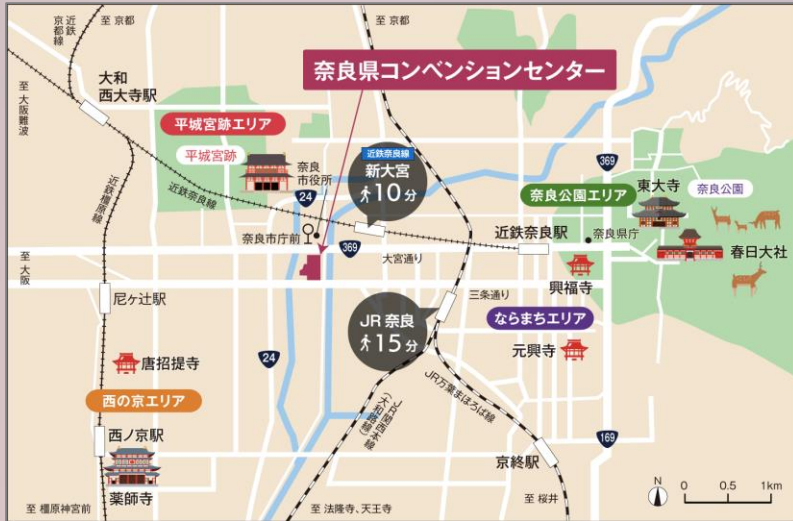 近鉄
京都線
至 京都
至 京都
大和
西大寺駅
奈良県コンベンションセンター
至 大阪難波
平城宮跡エリア
平城宮跡
奈良
市役所
24
近鉄奈良線
新大宮
10分
369
奈良公園エリア
東大寺
奈良公園
近鉄橿原線
近鉄奈良線
奈良市庁前
369
近鉄奈良駅
奈良県庁
春日大社
至 大阪
大宮通り
興福寺
尼ヶ辻駅
三条通り
JR奈良
15分
ならまちエリア
元興寺
唐招提寺
24
西の京エリア
JR万葉まほろば線
JR関西本線
(大和路線)
西ノ京駅
169
京終駅
薬師寺
N
0 0.5 1km
至 橿原神宮前
至 法隆寺、天王寺
至 桜井